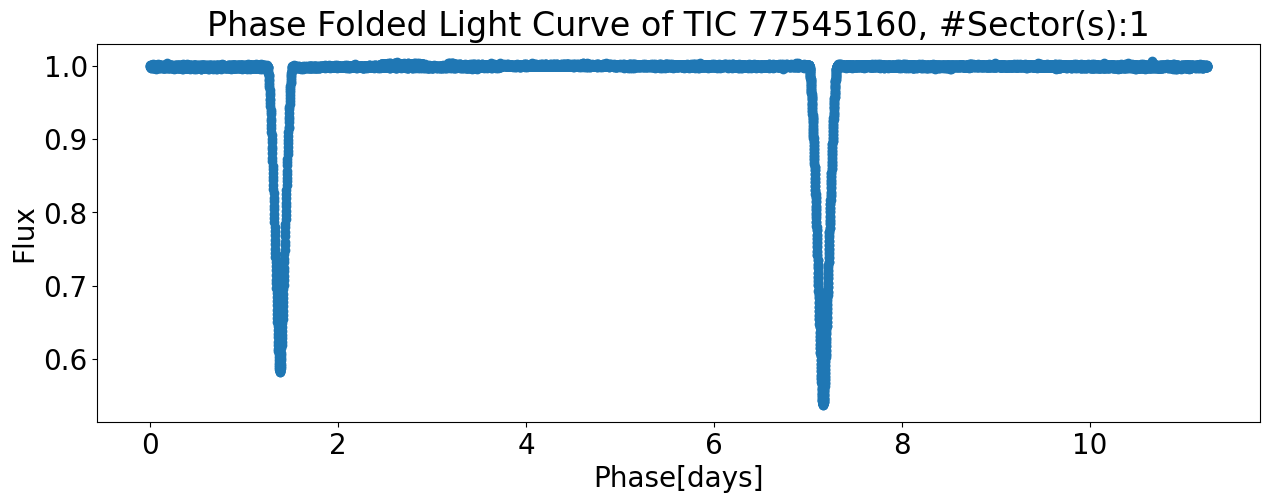 Phase Folded Light Curve of TIC 77545160, #Sector(s):1
Flux
1.0
0.9
0.8
0.7
0.6
0 2 4 6 8 10
Phase[days]